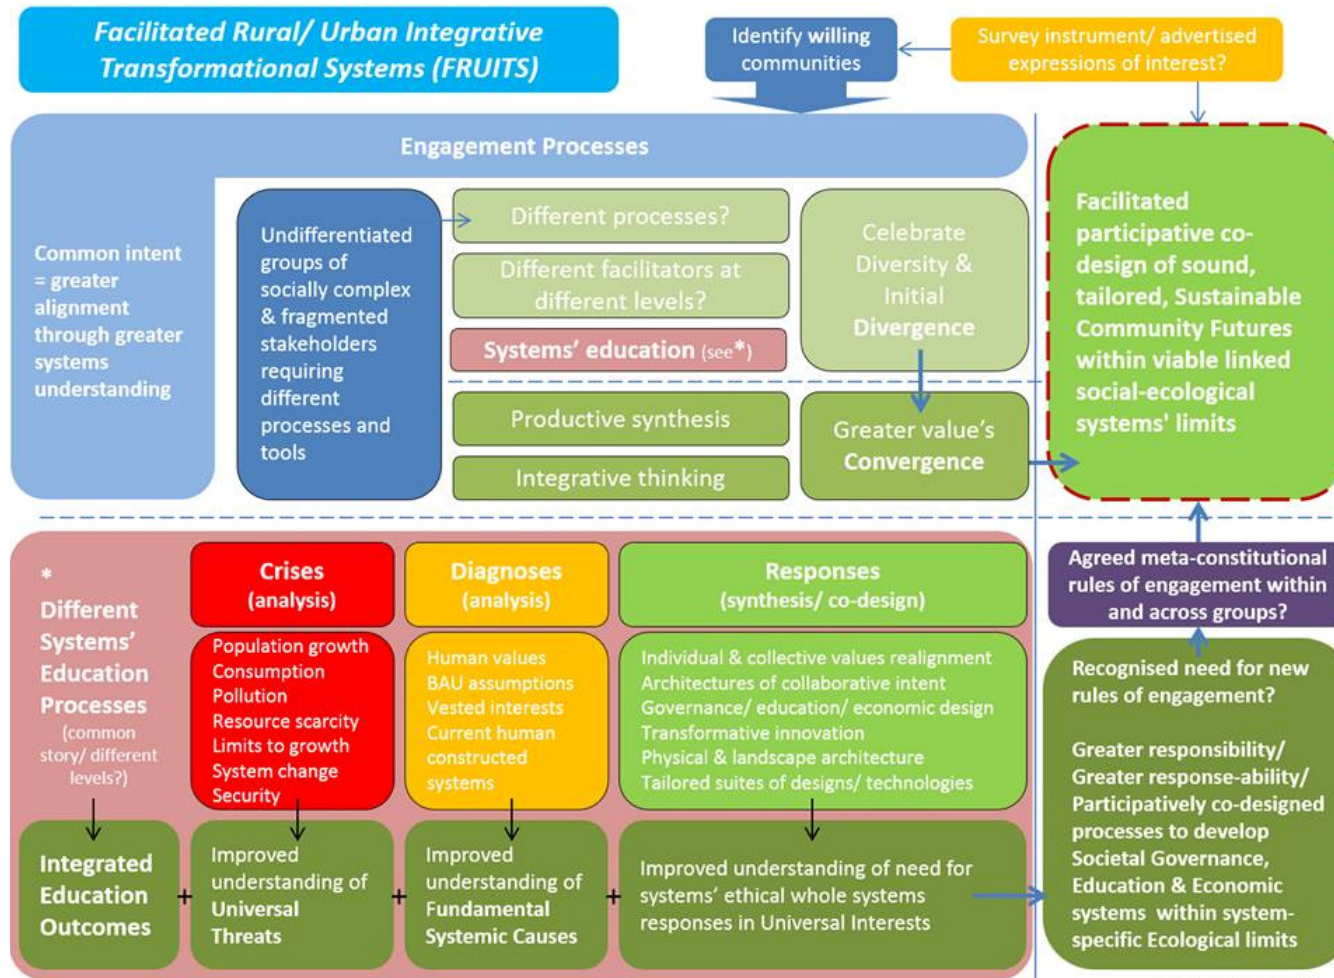 Facilitated Rural/ Urban Integrative
Transformational Systems (FRUITS)
Identify willing
communities
Survey instrument/ advertised
expressions of interest?
Engagement Processes
Common intent
= greater
alignment
through greater
systems
understanding
Undifferentiated
groups of
socially complex
& fragmented
stakeholders
requiring
different
processes and
tools
Different processes?
Different facilitators at
different levels?
Systems' education (see*)
Productive synthesis
Integrative thinking
Celebrate
Diversity &
Initial
Divergence
Greater value's
Convergence
Facilitated
participative co-
design of sound,
tailored, Sustainable
Community Futures
within viable linked
social-ecological
systems' limits
*
Different
Systems'
Education
Processes
(common
story/ different
levels?)
Crises
(analysis)
Population growth
Consumption
Pollution
Resource scarcity
Limits to growth
System change
Security
Diagnoses
(analysis)
Human values
BAU assumptions
Vested interests
Current human
constructed
systems
Responses
(synthesis/ co-design)
Individual & collective values realignment
Architectures of collaborative intent
Governance/ education/ economic design
Transformative innovation
Physical & landscape architecture
Tailored suites of designs/ technologies
Agreed meta-constitutional
rules of engagement within
and across groups?
Recognised need for new
rules of engagement?
Greater responsibility/
Greater response-ability/
Participatively co-designed
processes to develop
Societal Governance,
Education & Economic
systems within system-
specific Ecological limits
Integrated
Education
Outcomes
+
Improved
understanding of
Universal
Threats
+
Improved
understanding of
Fundamental
Systemic Causes
+
Improved understanding of need for
systems' ethical whole systems
responses in Universal Interests